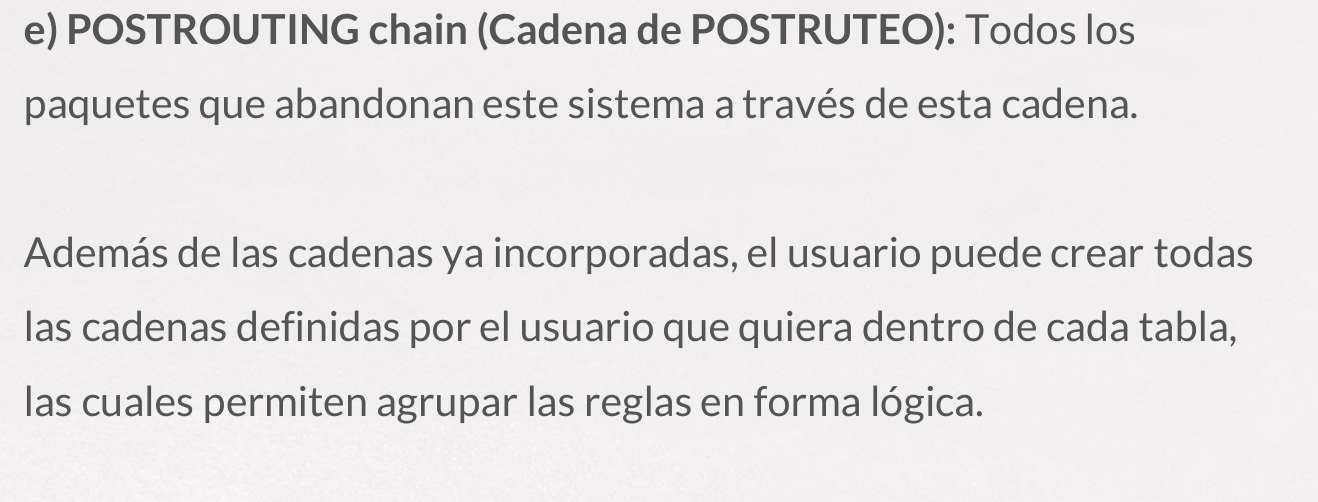 e) POSTROUTING chain (Cadena de POSTRUTEO): Todos los
paquetes que abandonan este sistema a través de esta cadena.
Además de las cadenas ya incorporadas, el usuario puede crear todas
las cadenas definidas por el usuario que quiera dentro de cada tabla,
las cuales permiten agrupar las reglas en forma lógica.